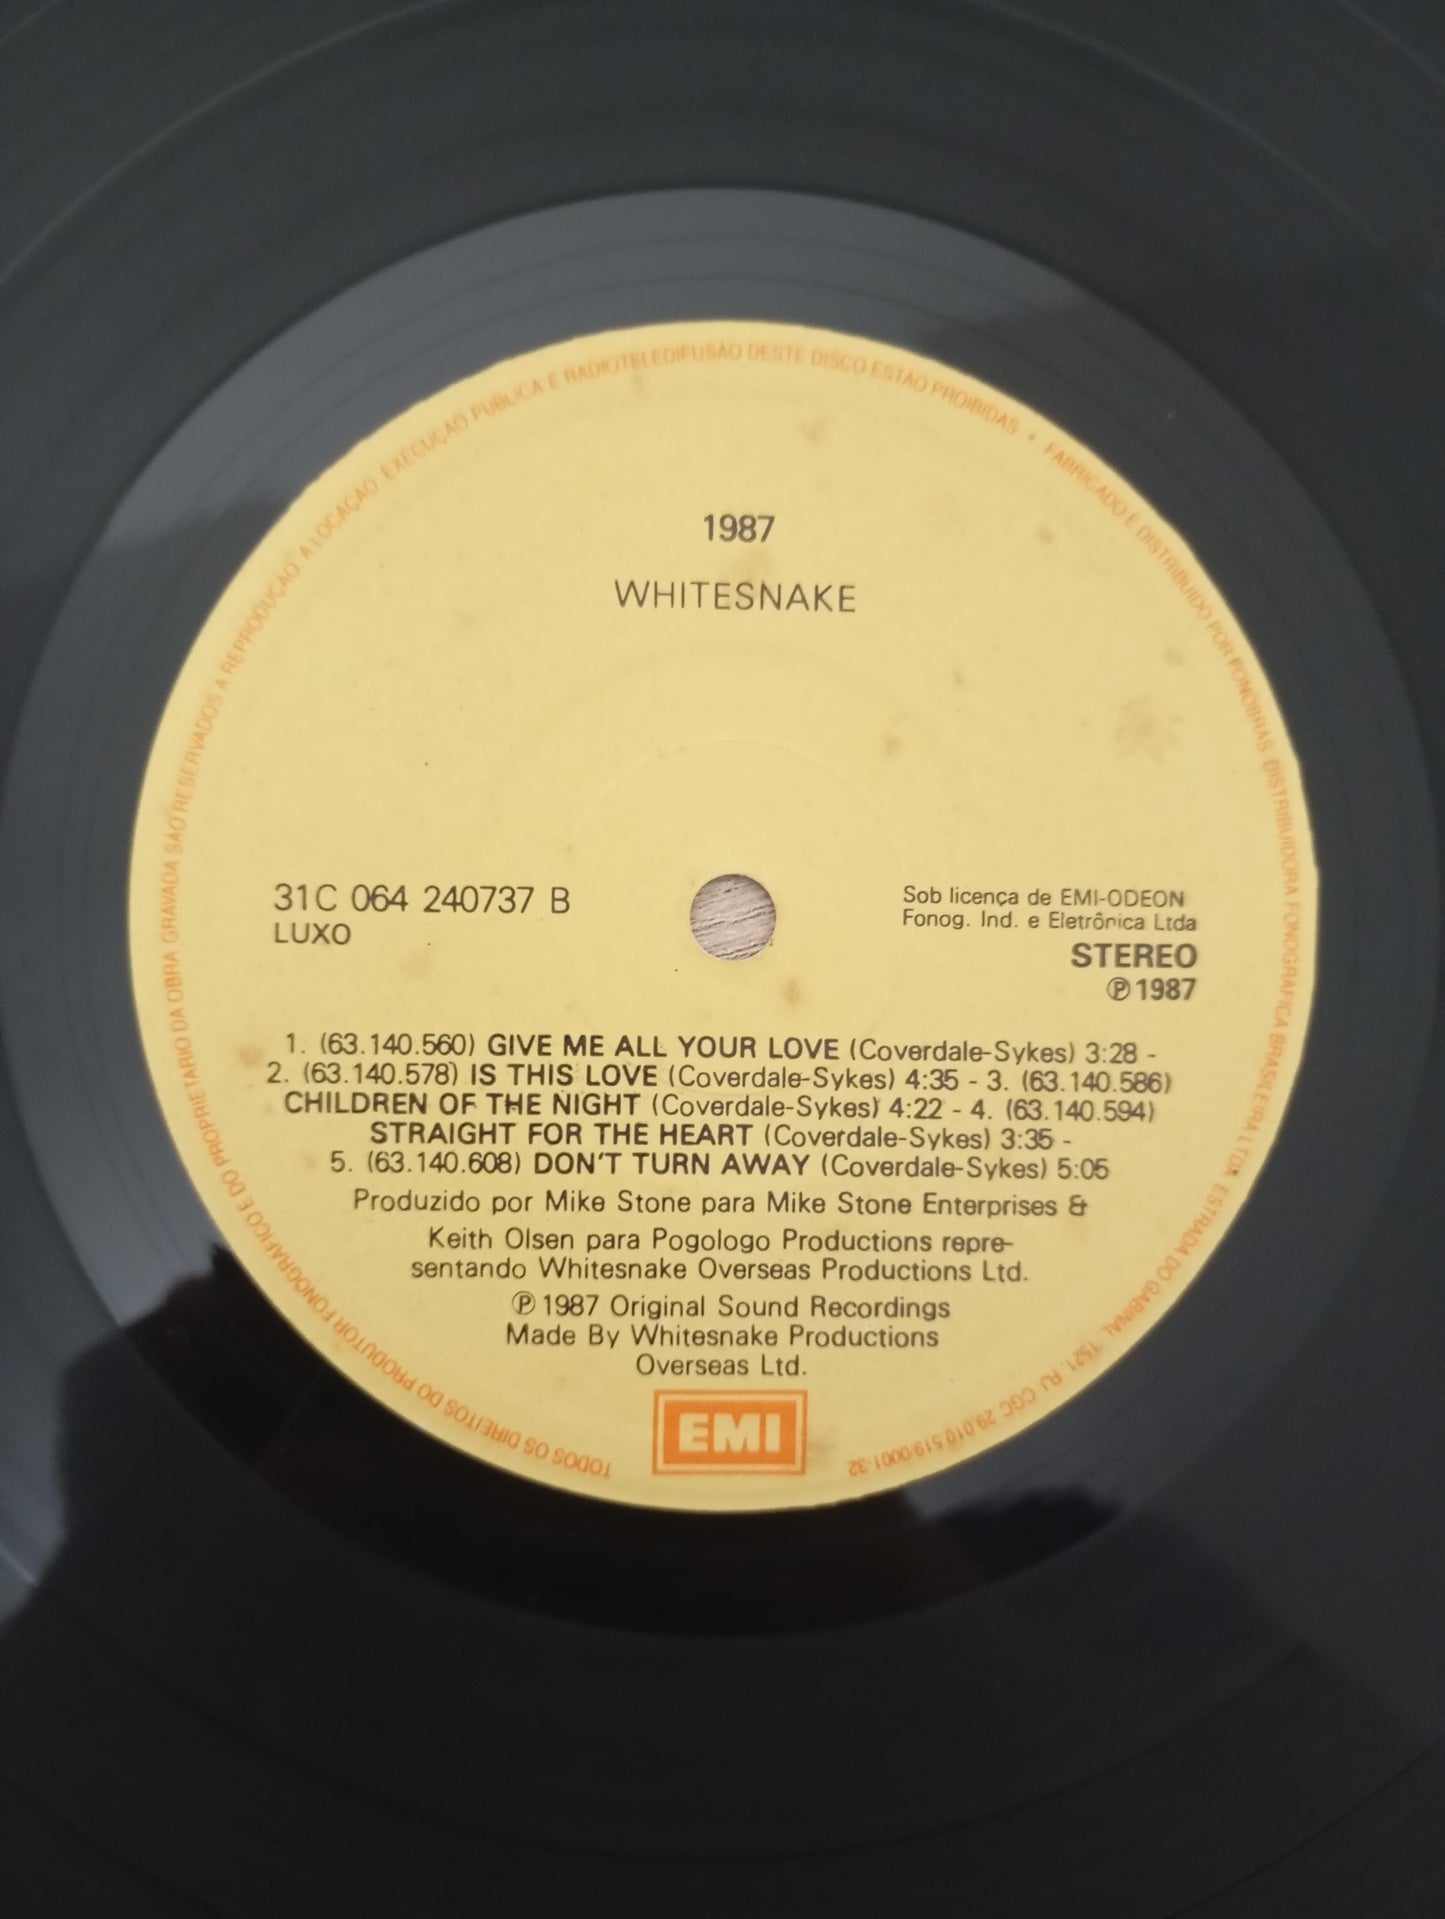 1987
WHITESNAKE
31C 064 240737 B
LUXO
Sob licença de EMI-ODEON
Fonog. Ind. e Eletrônica Ltda
STEREO
℗ 1987
1. (63.140.560) GIVE ME ALL YOUR LOVE (Coverdale-Sykes) 3:28 -
2. (63.140.578) IS THIS LOVE (Coverdale-Sykes) 4:35 - 3. (63.140.586)
CHILDREN OF THE NIGHT (Coverdale-Sykes) 4:22 - 4. (63.140.594)
STRAIGHT FOR THE HEART (Coverdale-Sykes) 3:35 -
5. (63.140.608) DON'T TURN AWAY (Coverdale-Sykes) 5:05
Produzido por Mike Stone para Mike Stone Enterprises &
Keith Olsen para Pogologo Productions repre-
sentando Whitesnake Overseas Productions Ltd.
℗ 1987 Original Sound Recordings
Made By Whitesnake Productions
Overseas Ltd.
EMI
TODOS OS DIREITOS DO PRODUTOR FONOGRÁFICO E DO PROPRIETÁRIO DA OBRA GRAVADA SÃO RESERVADOS A REPRODUÇÃO A LOCAÇÃO EXECUÇÃO PÚBLICA E RADIOTELEDIFUSÃO DESTE DISCO ESTÃO PROIBIDAS • FABRICADO E DISTRIBUÍDO POR FONOBRAS DISTRIBUIDORA FONOGRÁFICA BRASILEIRA LTDA ESTRADA DO GABINAL 1521 RJ CGC 29.010.519/0001-32